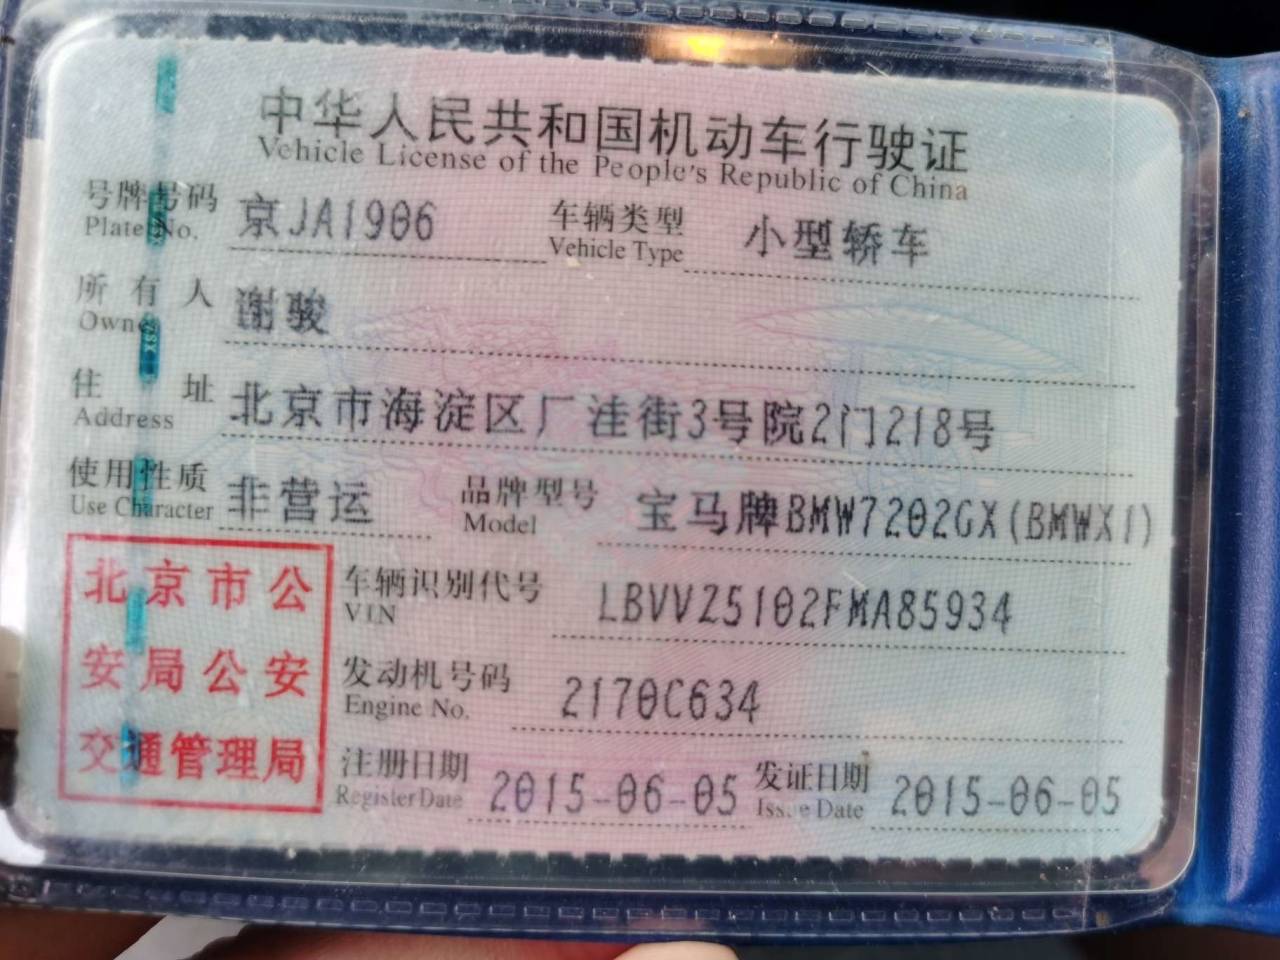 中华人民共和国机动车行驶证
Vehicle License of the People's Republic of China
号牌号码 京JA1906 车辆类型 小型轿车
Plate No. Vehicle Type
所有人 谢骏
Owner
住址 北京市海淀区厂洼街3号院2门218号
Address
使用性质 非营运 品牌型号 宝马牌BMW7202GX(BMWX1)
Use Character Model
北京市公
安局公安
交通管理局
车辆识别代号 LBVVZ5102FMA85934
VIN
发动机号码 2170C634
Engine No.
注册日期 2015-06-05 发证日期 2015-06-05
Register Date Issue Date